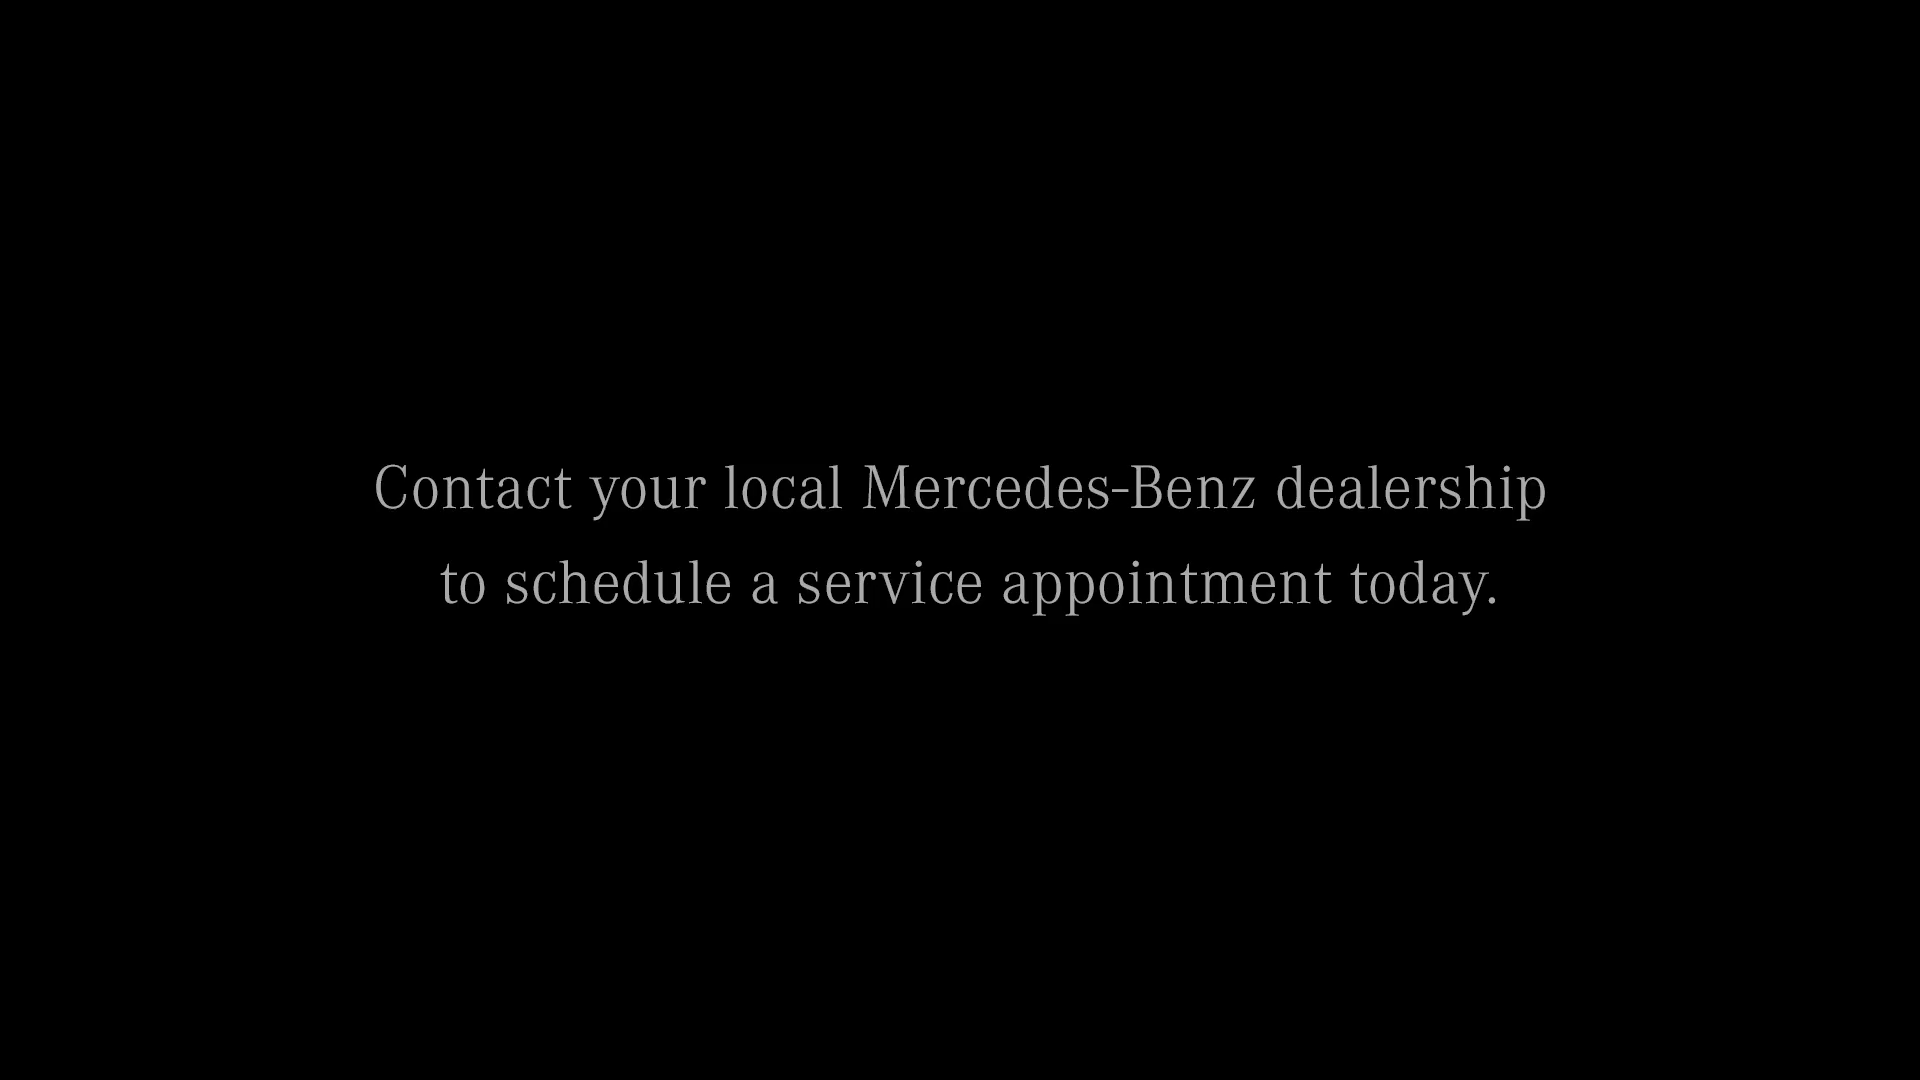 Contact your local Mercedes-Benz dealership
to schedule a service appointment today.